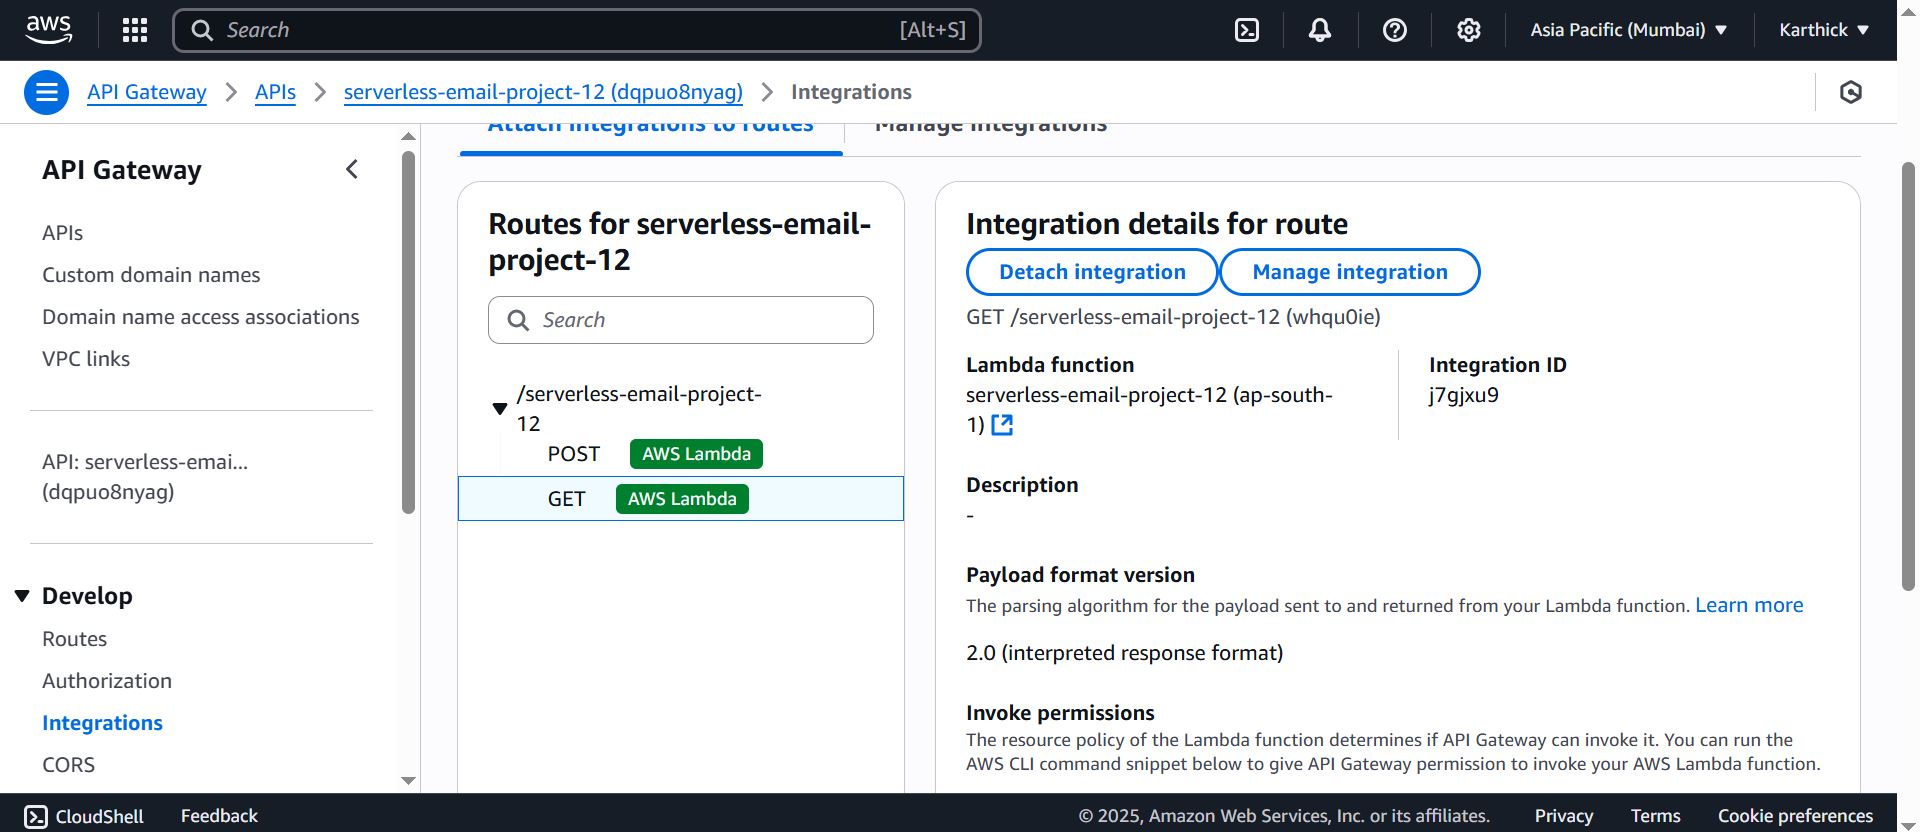 aws
Search
[Alt+S]
Asia Pacific (Mumbai)
Karthick
API Gateway
APIs
serverless-email-project-12 (dqpuo8nyag)
Integrations
API Gateway
APIs
Custom domain names
Domain name access associations
VPC links
API: serverless-emai...
(dqpuo8nyag)
Develop
Routes
Authorization
Integrations
CORS
Attach integrations to routes
Manage integrations
Routes for serverless-email-
project-12
Search
/serverless-email-project-
12
POST AWS Lambda
GET AWS Lambda
Integration details for route
Detach integration
Manage integration
GET /serverless-email-project-12 (whqu0ie)
Lambda function
serverless-email-project-12 (ap-south-
1)
Integration ID
j7gjxu9
Description
-
Payload format version
The parsing algorithm for the payload sent to and returned from your Lambda function. Learn more
2.0 (interpreted response format)
Invoke permissions
The resource policy of the Lambda function determines if API Gateway can invoke it. You can run the
AWS CLI command snippet below to give API Gateway permission to invoke your AWS Lambda function.
CloudShell
Feedback
© 2025, Amazon Web Services, Inc. or its affiliates.
Privacy
Terms
Cookie preferences